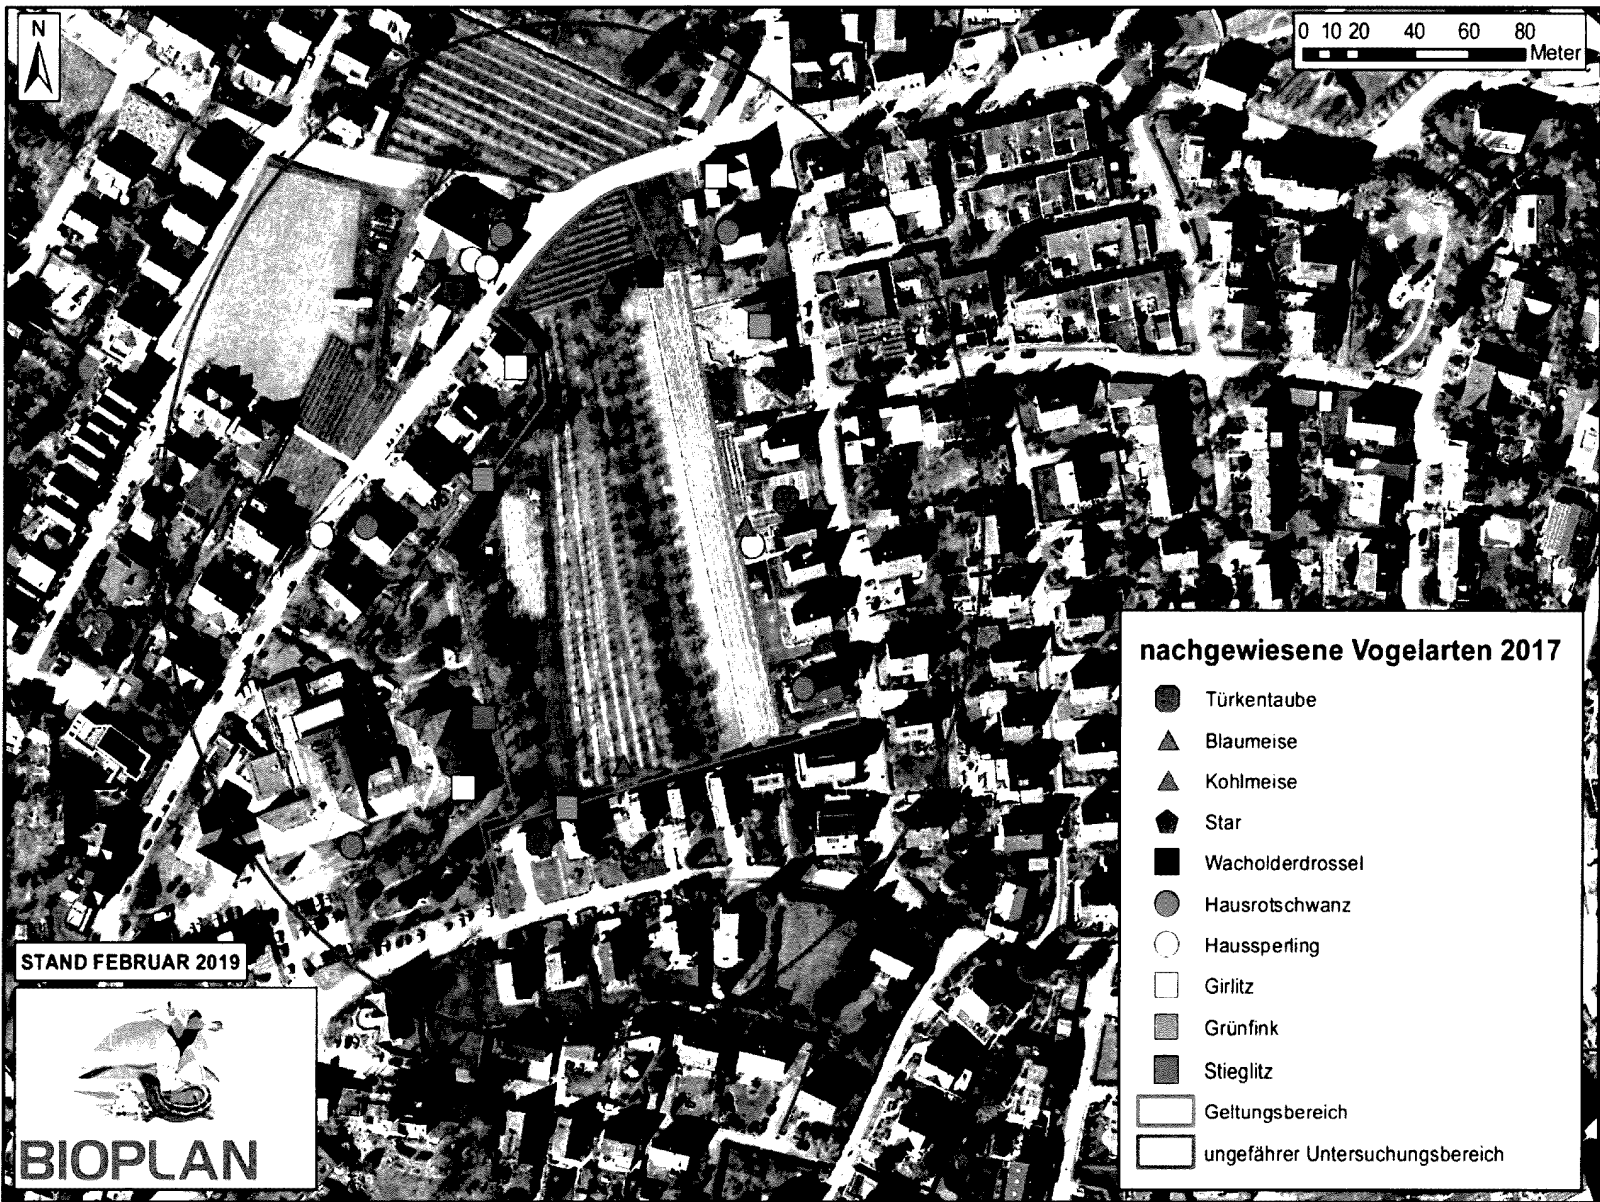 N
0 10 20 40 60 80
Meter
nachgewiesene Vogelarten 2017
Türkentaube
Blaumeise
Kohlmeise
Star
Wacholderdrossel
Hausrotschwanz
Haussperling
Girlitz
Grünfink
Stieglitz
Geltungsbereich
ungefährer Untersuchungsbereich
STAND FEBRUAR 2019
BIOPLAN